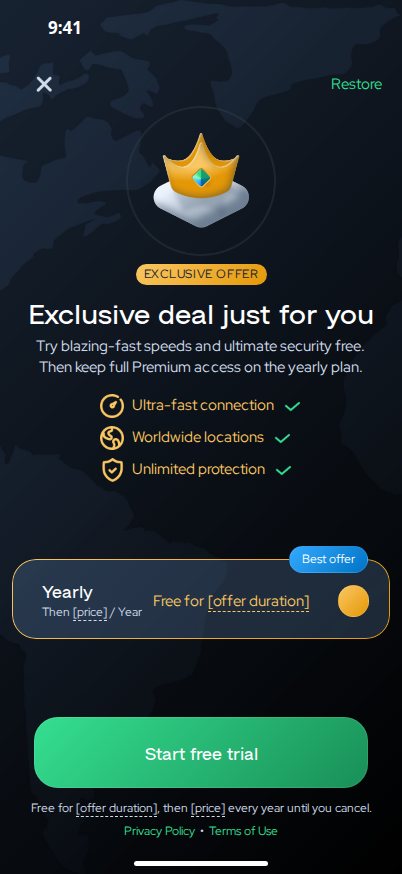 9:41
Restore
EXCLUSIVE OFFER
Exclusive deal just for you
Try blazing-fast speeds and ultimate security free.
Then keep full Premium access on the yearly plan.
Ultra-fast connection
Worldwide locations
Unlimited protection
Best offer
Yearly
Then [price] / Year
Free for [offer duration]
Start free trial
Free for [offer duration], then [price] every year until you cancel.
Privacy Policy • Terms of Use